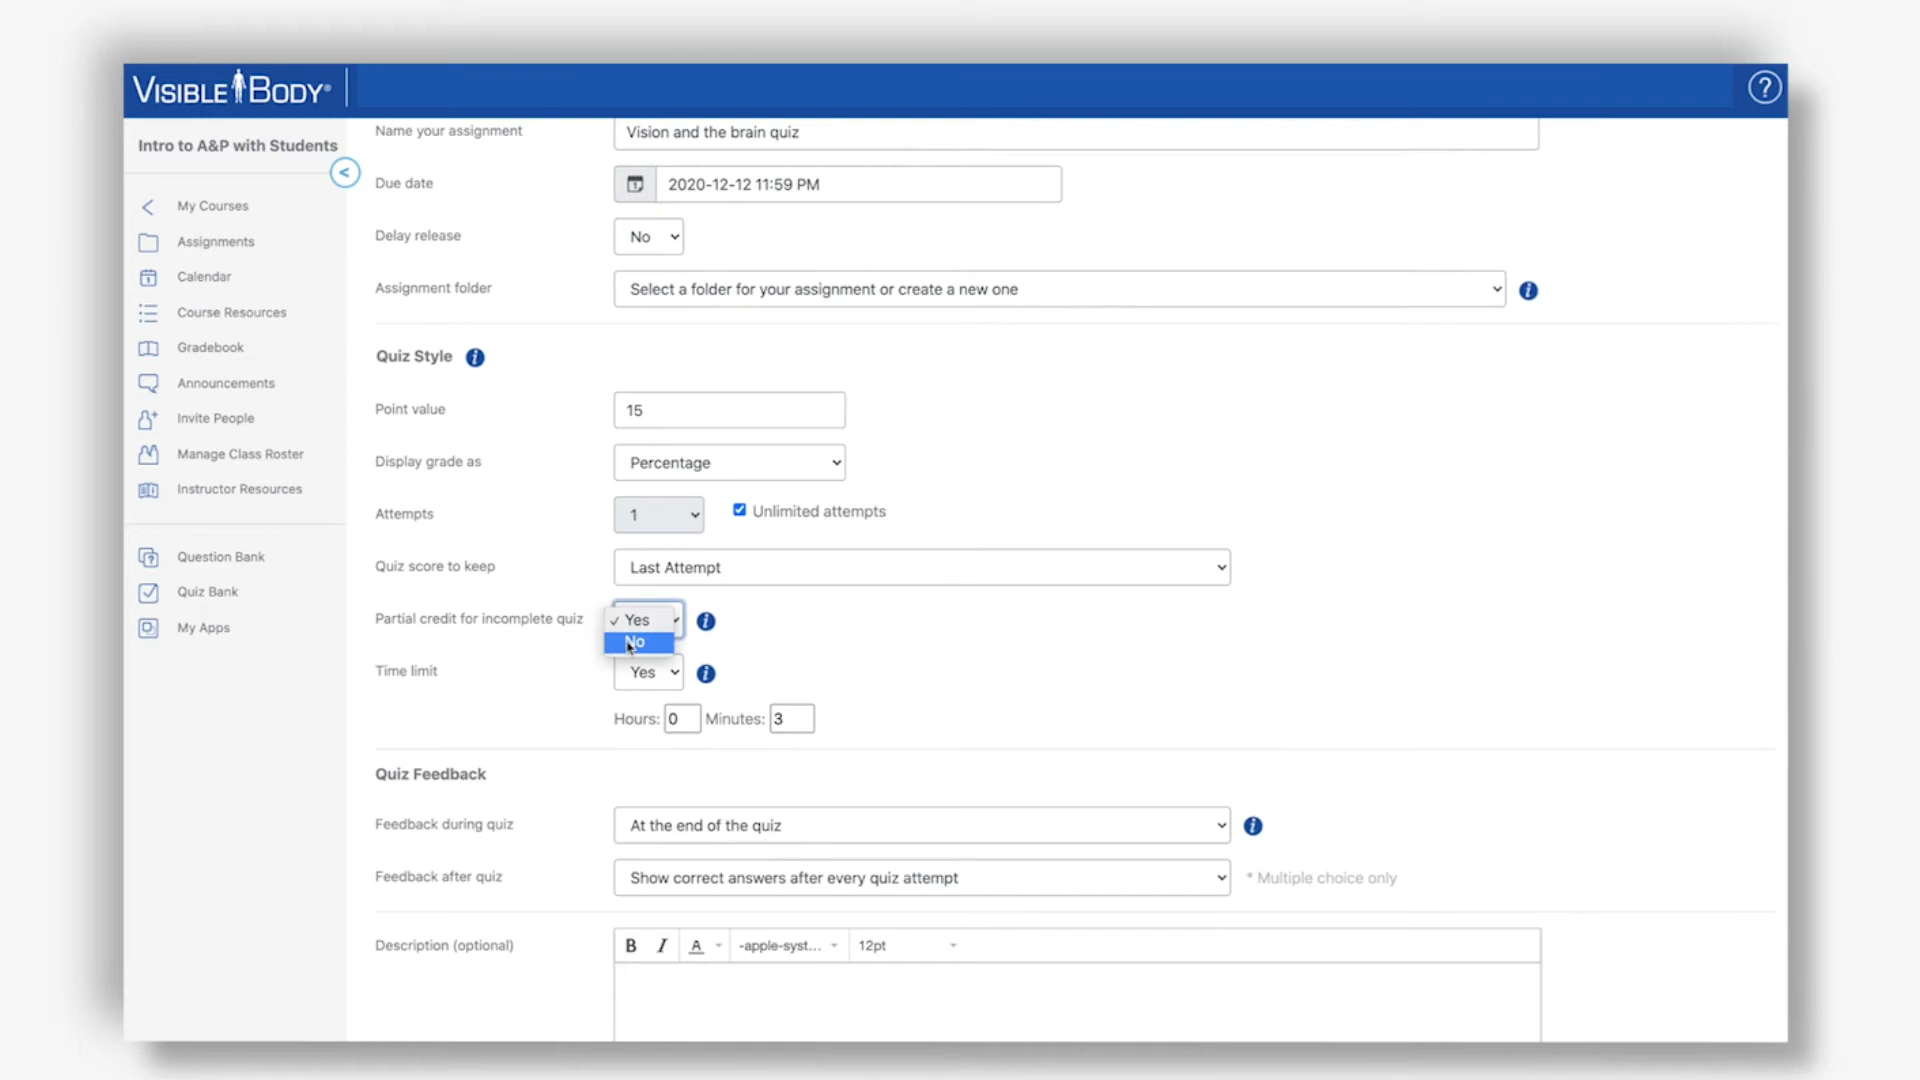 VISIBLE BODY®
?
Intro to A&P with Students
<
My Courses
Assignments
Calendar
Course Resources
Gradebook
Announcements
Invite People
Manage Class Roster
Instructor Resources
Question Bank
Quiz Bank
My Apps
Name your assignment
Vision and the brain quiz
Due date
2020-12-12 11:59 PM
Delay release
No
Assignment folder
Select a folder for your assignment or create a new one
i
Quiz Style i
Point value
15
Display grade as
Percentage
Attempts
1
Unlimited attempts
Quiz score to keep
Last Attempt
Partial credit for incomplete quiz
✓ Yes
i
No
Time limit
Yes
i
Hours: 0 Minutes: 3
Quiz Feedback
Feedback during quiz
At the end of the quiz
i
Feedback after quiz
Show correct answers after every quiz attempt
* Multiple choice only
Description (optional)
B I A -apple-syst... 12pt